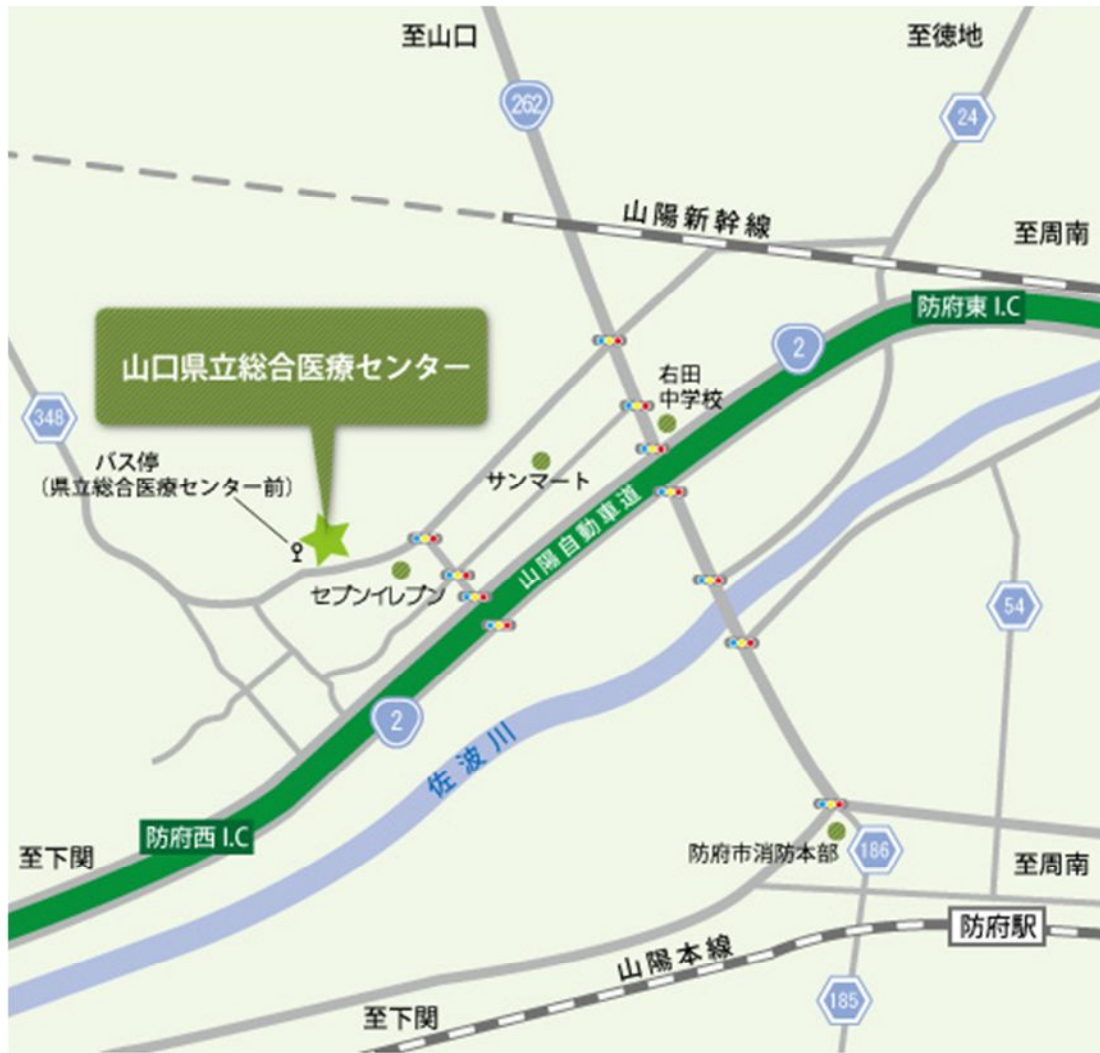 至山口
至徳地
262
24
山陽新幹線
至周南
防府東 I.C
2
山口県立総合医療センター
右田
中学校
348
バス停
(県立総合医療センター前)
サンマート
山陽自動車道
セブンイレブン
54
2
佐波川
防府西 I.C
至下関
防府市消防本部
186
至周南
防府駅
山陽本線
185
至下関